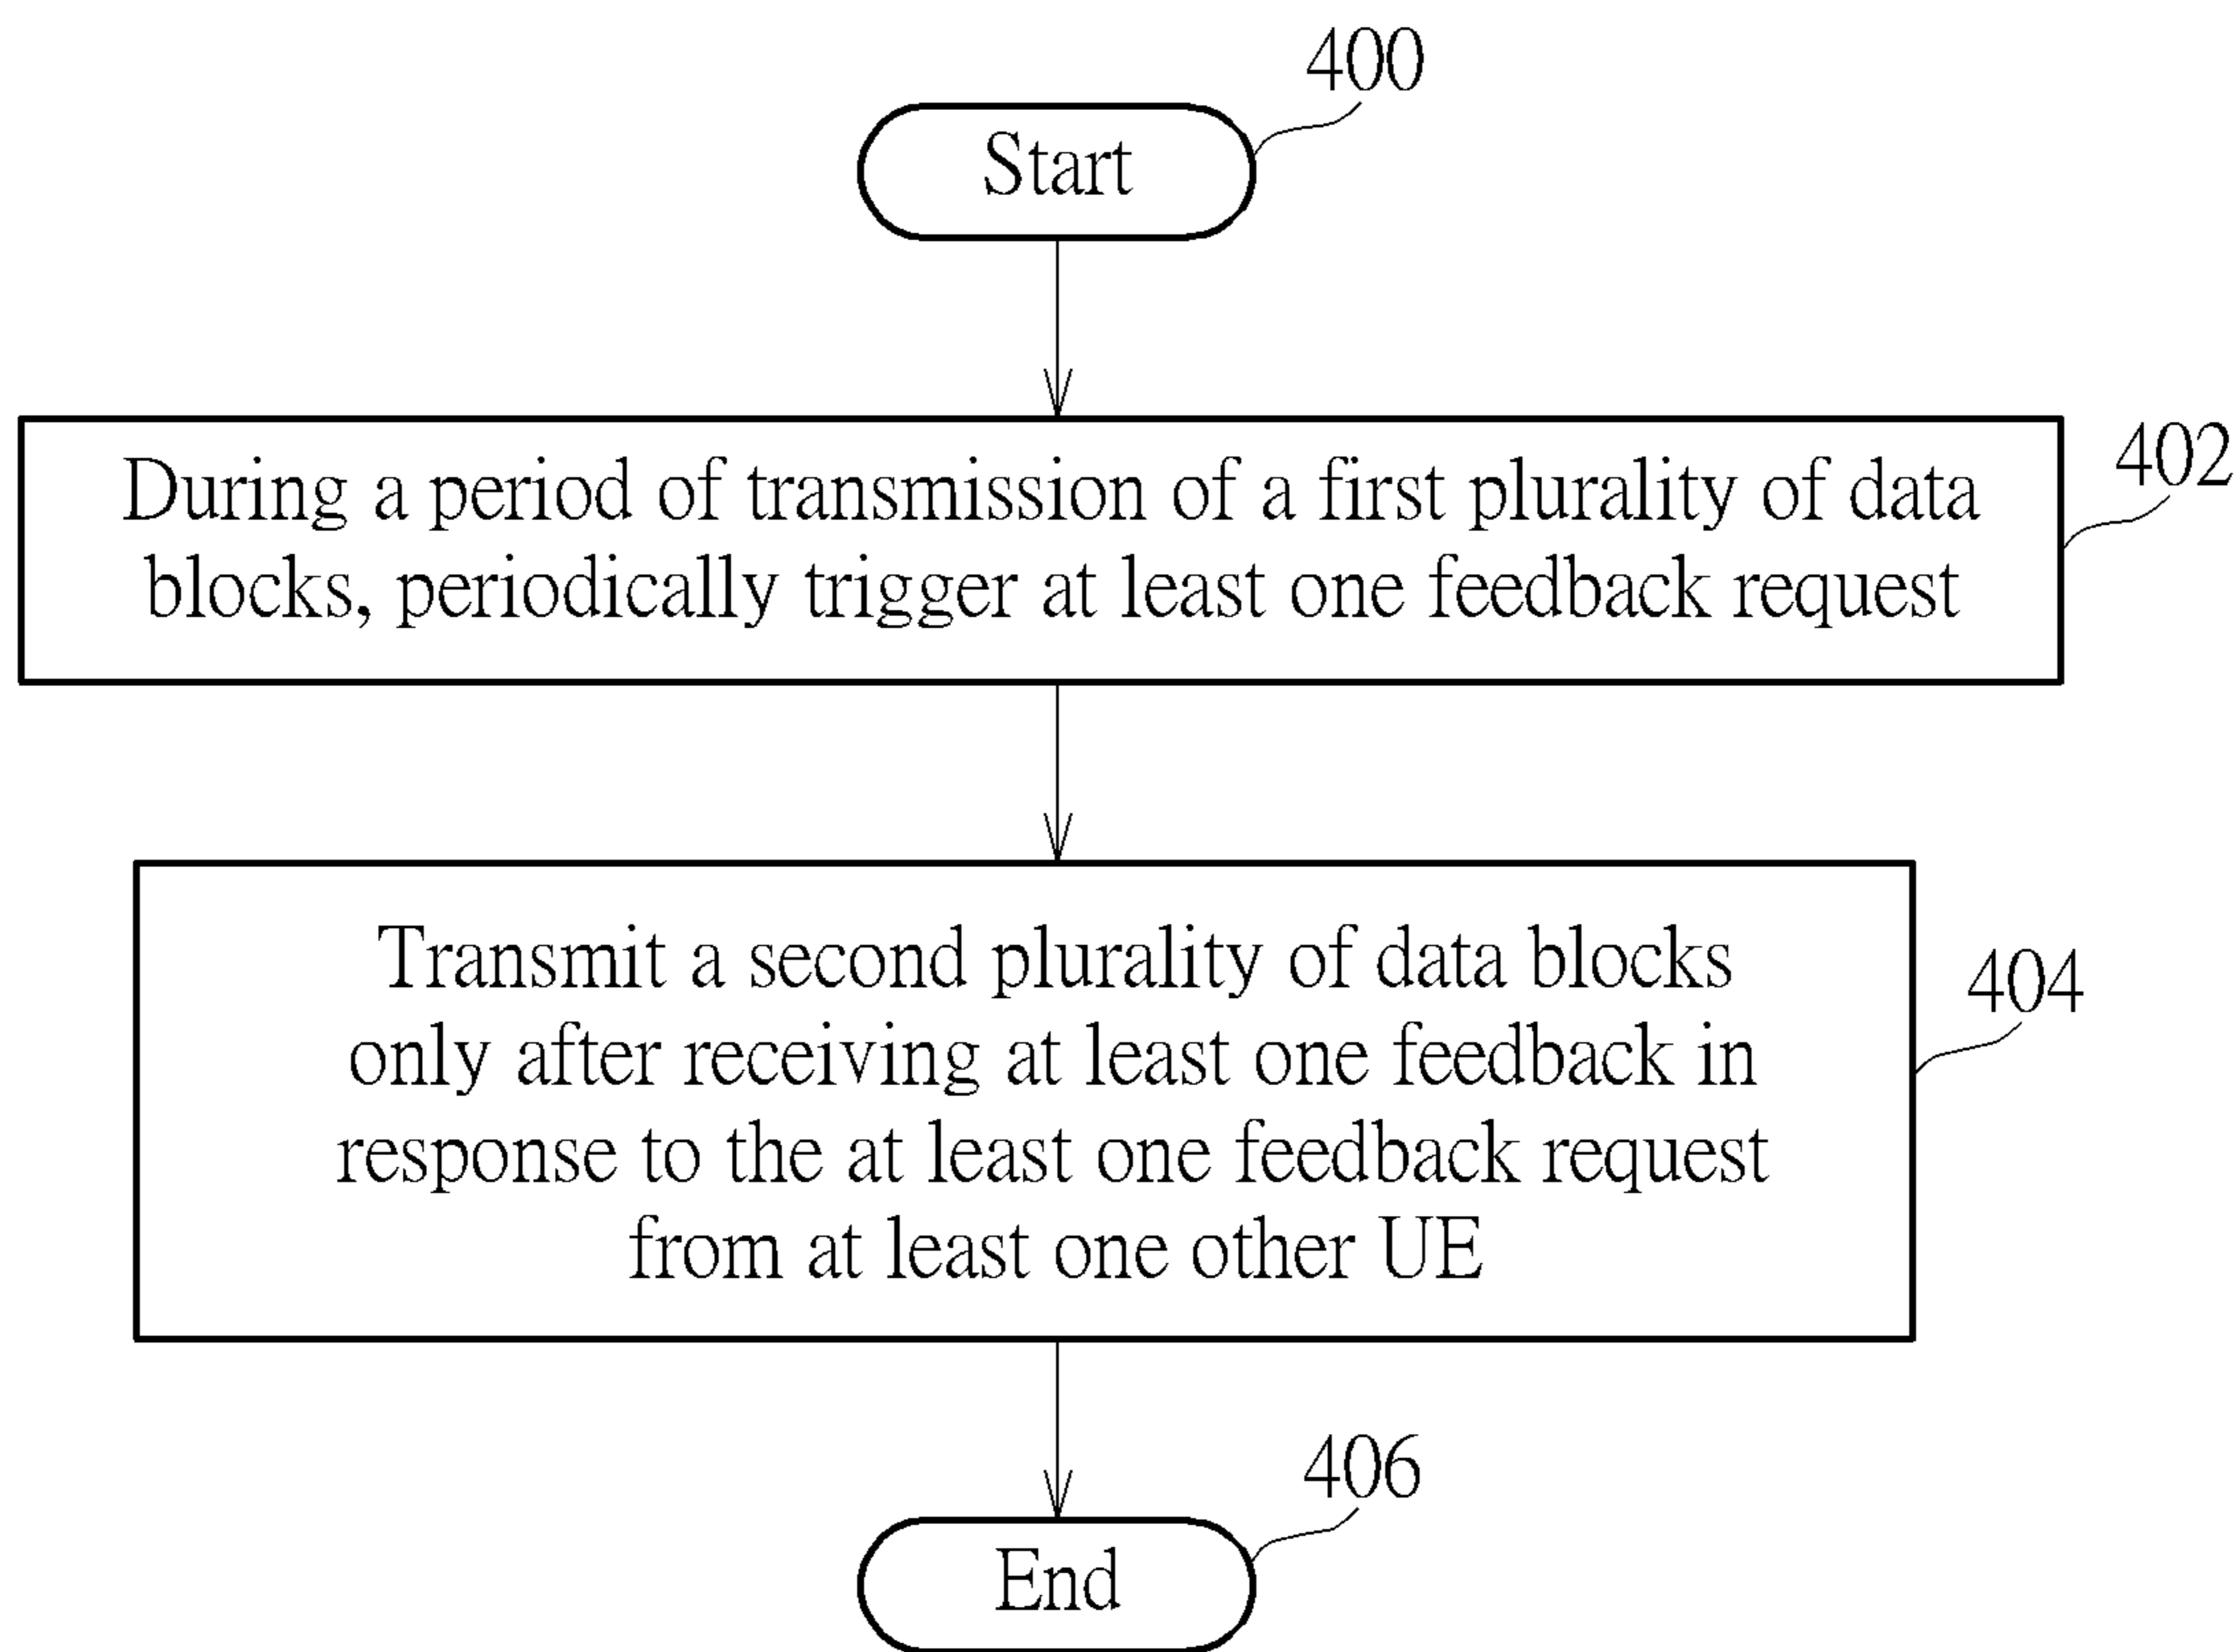 400
Start
402
During a period of transmission of a first plurality of data
blocks, periodically trigger at least one feedback request
404
Transmit a second plurality of data blocks
only after receiving at least one feedback in
response to the at least one feedback request
from at least one other UE
406
End